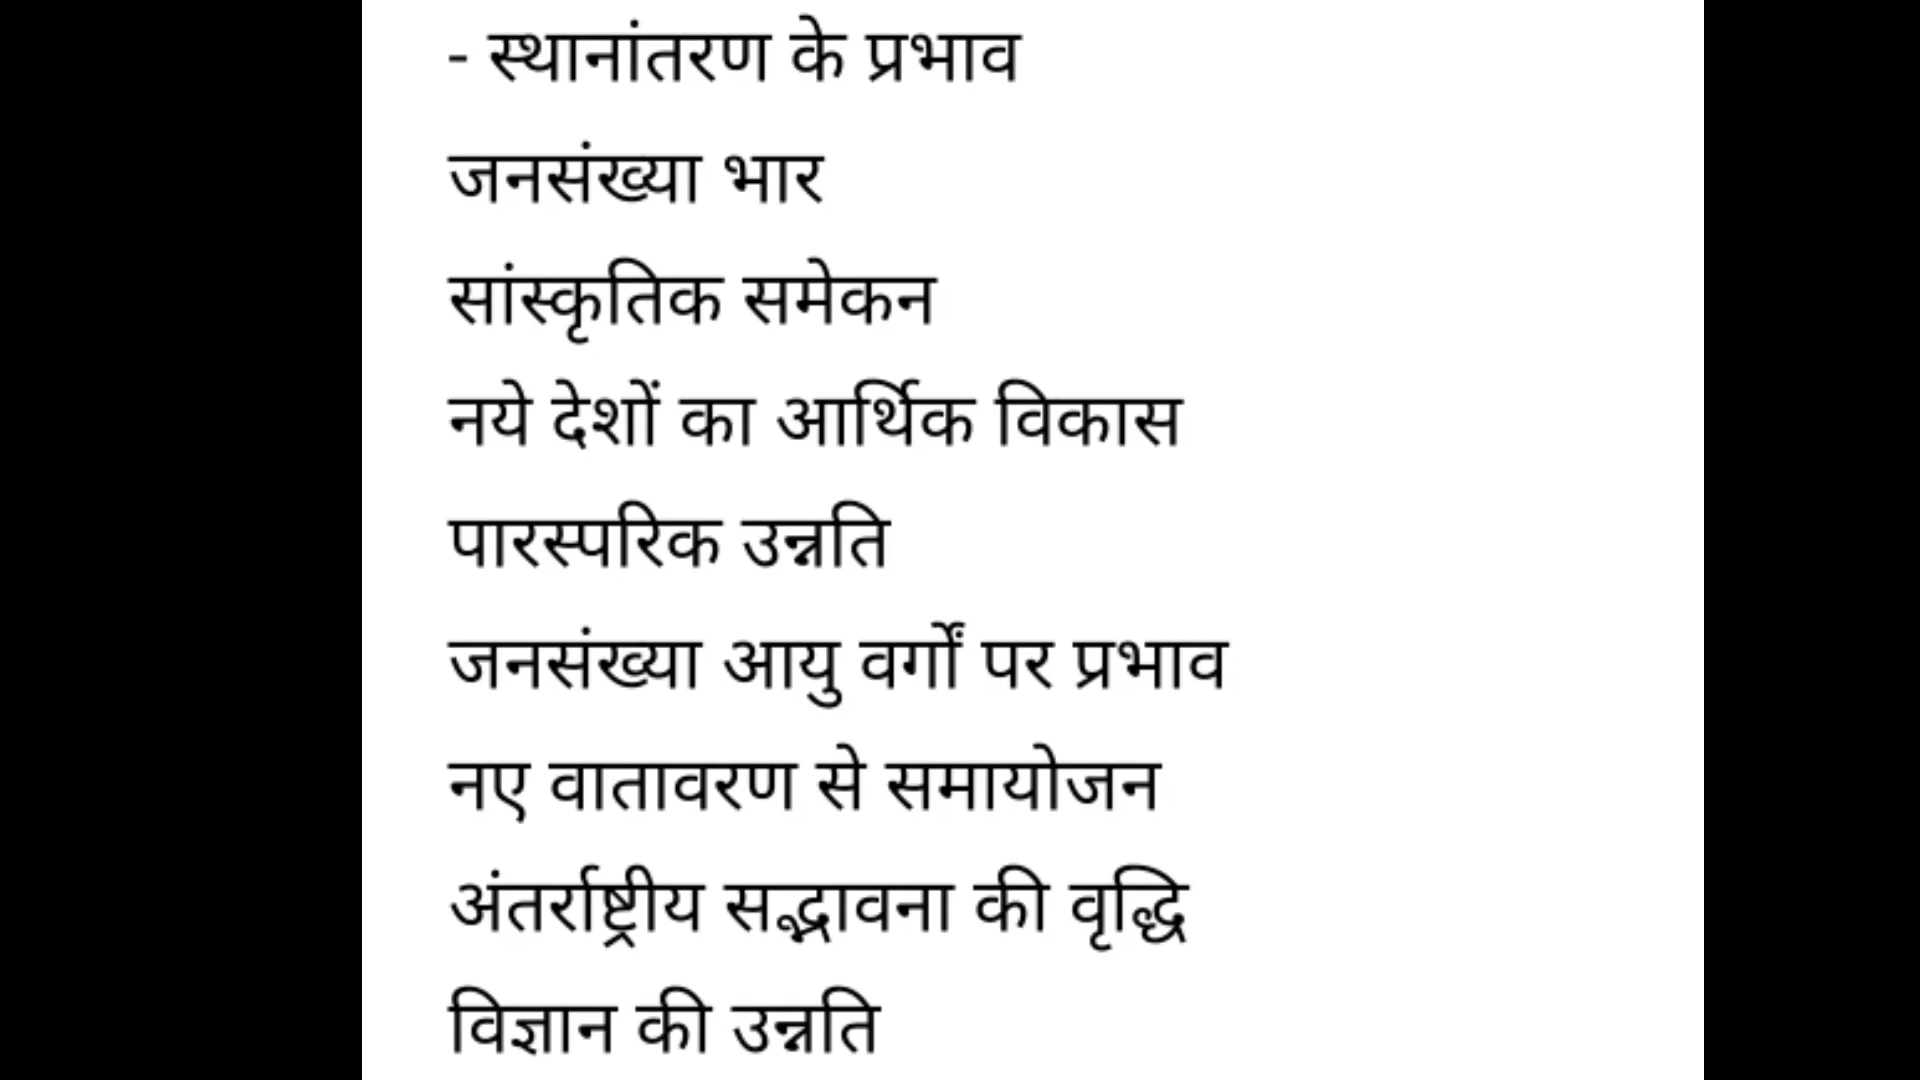 - स्थानांतरण के प्रभाव
जनसंख्या भार
सांस्कृतिक समेकन
नये देशों का आर्थिक विकास
पारस्परिक उन्नति
जनसंख्या आयु वर्गों पर प्रभाव
नए वातावरण से समायोजन
अंतर्राष्ट्रीय सद्भावना की वृद्धि
विज्ञान की उन्नति